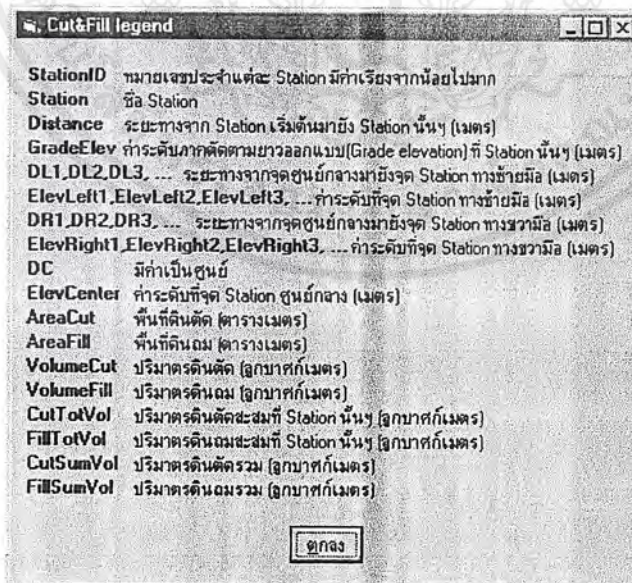 Cut&Fill legend
StationID หมายเลขประจำแต่ละ Station มีค่าเรียงจากน้อยไปมาก
Station ชื่อ Station
Distance ระยะทางจาก Station เริ่มต้นมายัง Station นั้นๆ (เมตร)
GradeElev ค่าระดับภาคตัดตามยาวออกแบบ(Grade elevation) ที่ Station นั้นๆ (เมตร)
DL1,DL2,DL3, ... ระยะทางจากจุดศูนย์กลางมายังจุด Station ทางซ้ายมือ (เมตร)
ElevLeft1,ElevLeft2,ElevLeft3, ... ค่าระดับที่จุด Station ทางซ้ายมือ (เมตร)
DR1,DR2,DR3, ... ระยะทางจากจุดศูนย์กลางมายังจุด Station ทางขวามือ (เมตร)
ElevRight1,ElevRight2,ElevRight3, ... ค่าระดับที่จุด Station ทางขวามือ (เมตร)
DC มีค่าเป็นศูนย์
ElevCenter ค่าระดับที่จุด Station ศูนย์กลาง (เมตร)
AreaCut พื้นที่ดินตัด (ตารางเมตร)
AreaFill พื้นที่ดินถม (ตารางเมตร)
VolumeCut ปริมาตรดินตัด (ลูกบาศก์เมตร)
VolumeFill ปริมาตรดินถม (ลูกบาศก์เมตร)
CutTotVol ปริมาตรดินตัดสะสมที่ Station นั้นๆ (ลูกบาศก์เมตร)
FillTotVol ปริมาตรดินถมสะสมที่ Station นั้นๆ (ลูกบาศก์เมตร)
CutSumVol ปริมาตรดินตัดรวม (ลูกบาศก์เมตร)
FillSumVol ปริมาตรดินถมรวม (ลูกบาศก์เมตร)
ตกลง